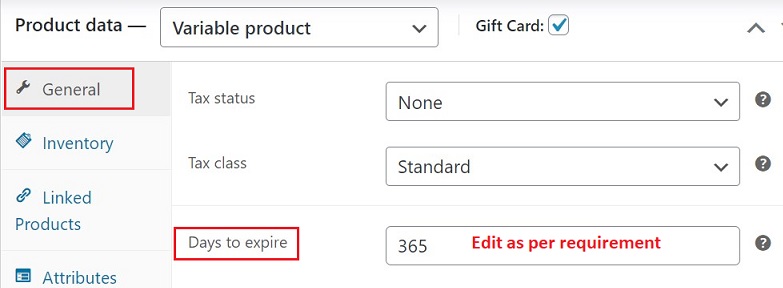 Product data — Variable product Gift Card:
General
Tax status None
Inventory
Tax class Standard
Linked
Products
Days to expire 365 Edit as per requirement
Attributes